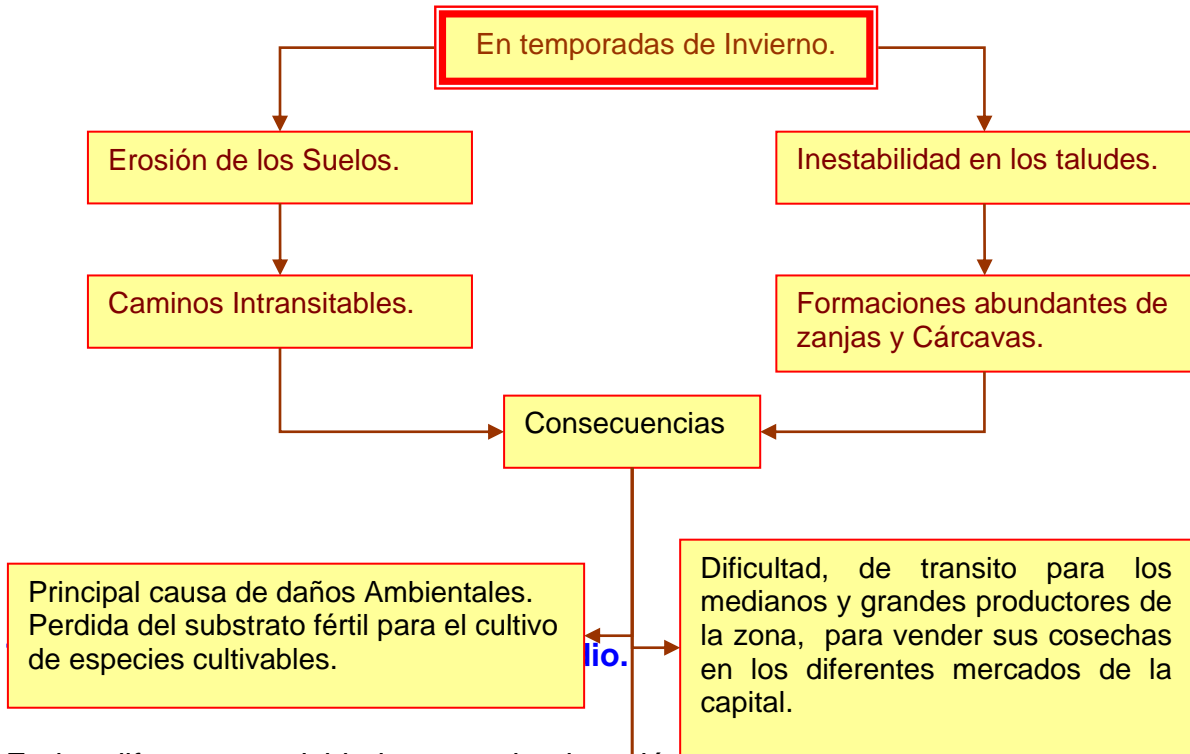 En temporadas de Invierno.
Erosión de los Suelos.
Inestabilidad en los taludes.
Caminos Intransitables.
Formaciones abundantes de
zanjas y Cárcavas.
Consecuencias
Principal causa de daños Ambientales.
Perdida del substrato fértil para el cultivo
de especies cultivables.
Dificultad, de transito para los
medianos y grandes productores de
la zona, para vender sus cosechas
en los diferentes mercados de la
capital.
lio.